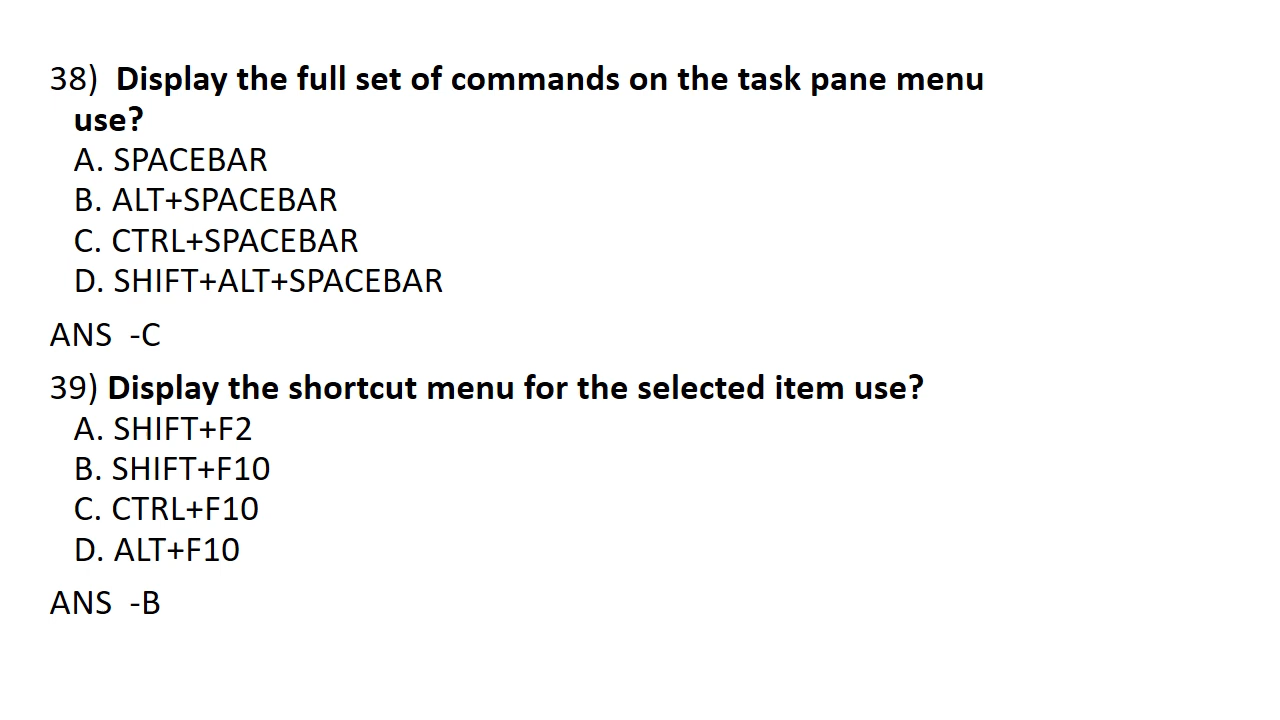 38)  Display the full set of commands on the task pane menu
use?
A. SPACEBAR
B. ALT+SPACEBAR
C. CTRL+SPACEBAR
D. SHIFT+ALT+SPACEBAR
ANS  -C
39) Display the shortcut menu for the selected item use?
A. SHIFT+F2
B. SHIFT+F10
C. CTRL+F10
D. ALT+F10
ANS  -B